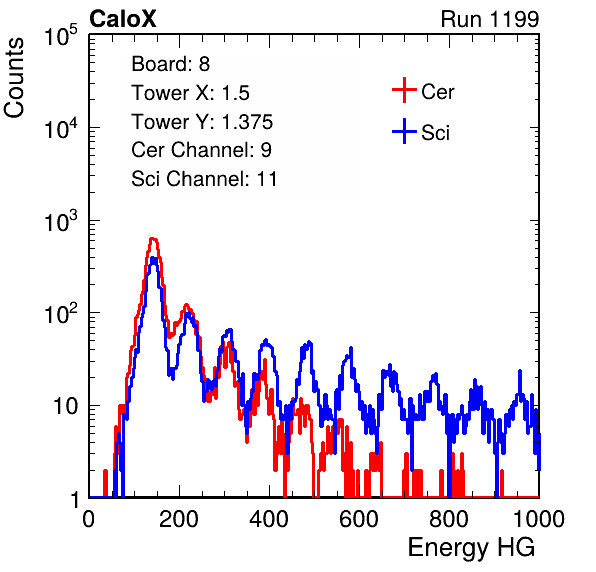 CaloX Run 1199
Counts
Board: 8
Tower X: 1.5
Tower Y: 1.375
Cer Channel: 9
Sci Channel: 11
Cer
Sci
10^5
10^4
10^3
10^2
10
1
0 200 400 600 800 1000
Energy HG